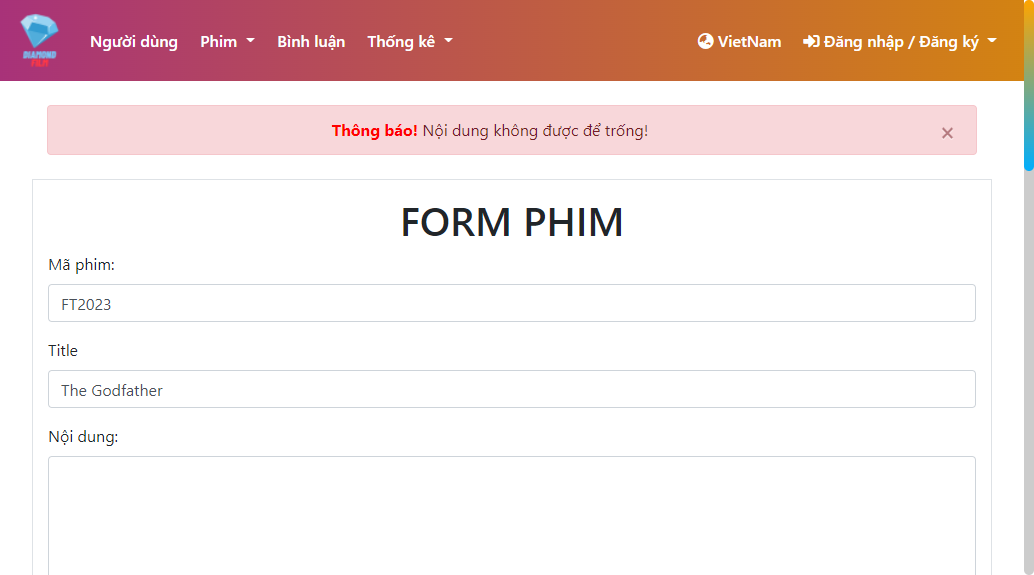 DIAMOND
FILM
Người dùng Phim Bình luận Thống kê VietNam Đăng nhập / Đăng ký
Thông báo! Nội dung không được để trống! ×
FORM PHIM
Mã phim:
FT2023
Title
The Godfather
Nội dung: